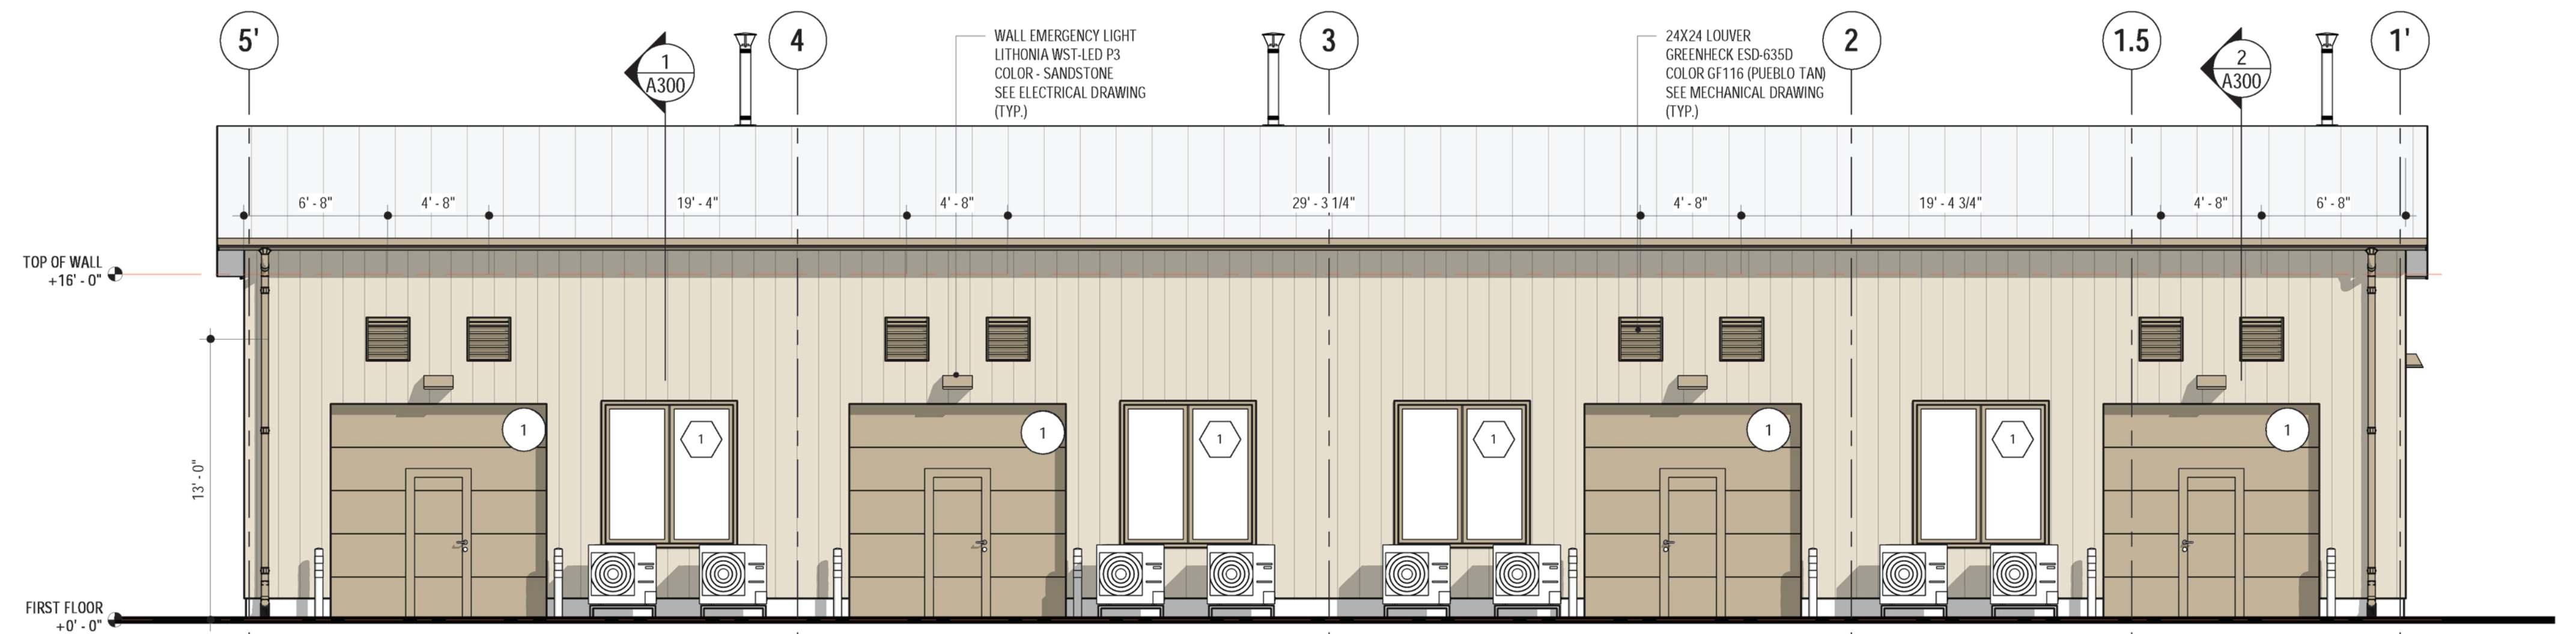 5'
4
3
2
1.5
1'
1
A300
2
A300
WALL EMERGENCY LIGHT
LITHONIA WST-LED P3
COLOR - SANDSTONE
SEE ELECTRICAL DRAWING
(TYP.)
24X24 LOUVER
GREENHECK ESD-635D
COLOR GF116 (PUEBLO TAN)
SEE MECHANICAL DRAWING
(TYP.)
6' - 8"
4' - 8"
19' - 4"
4' - 8"
29' - 3 1/4"
4' - 8"
19' - 4 3/4"
4' - 8"
6' - 8"
TOP OF WALL
+16' - 0"
13' - 0"
1
1
1
1
1
1
1
1
FIRST FLOOR
+0' - 0"